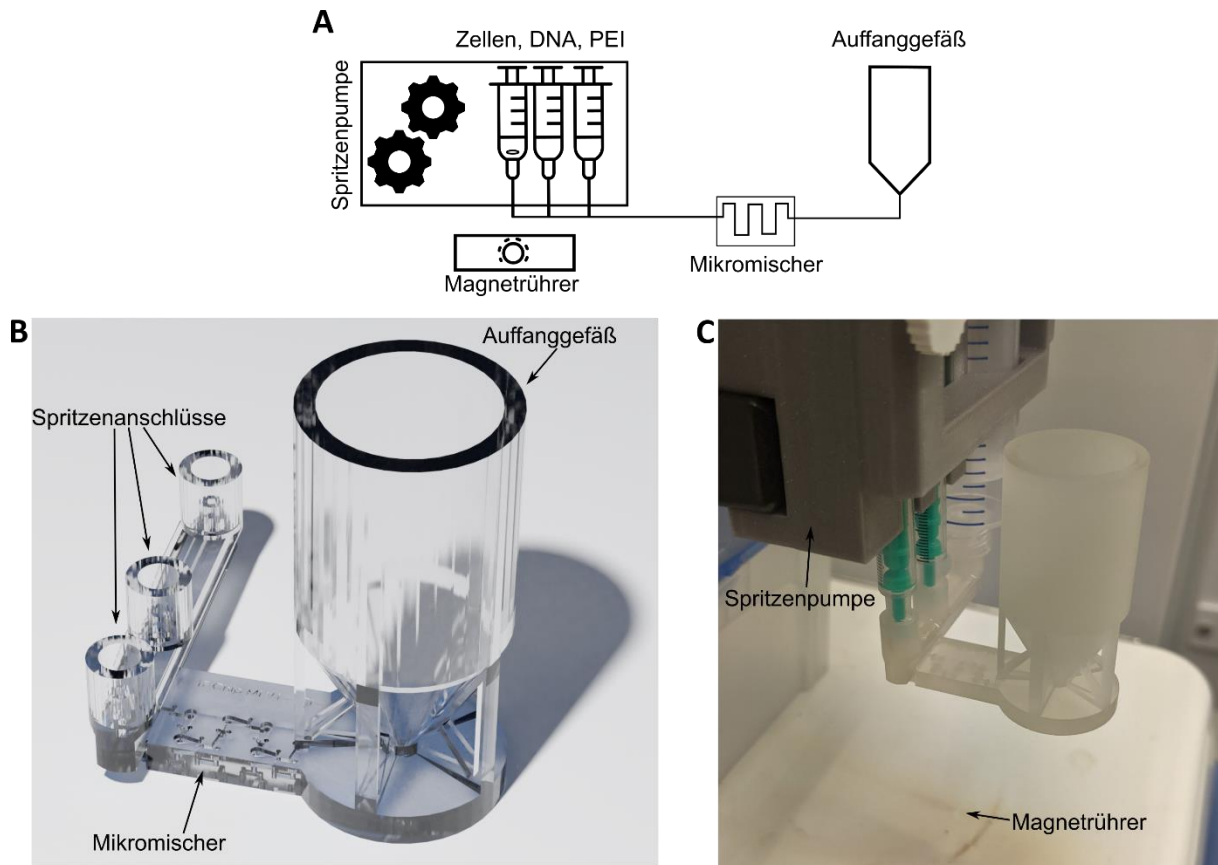 A
Zellen, DNA, PEI
Auffanggefäß
Spritzenpumpe
Mikromischer
Magnetrührer
B
Auffanggefäß
Spritzenanschlüsse
Mikromischer
C
Spritzenpumpe
Magnetrührer